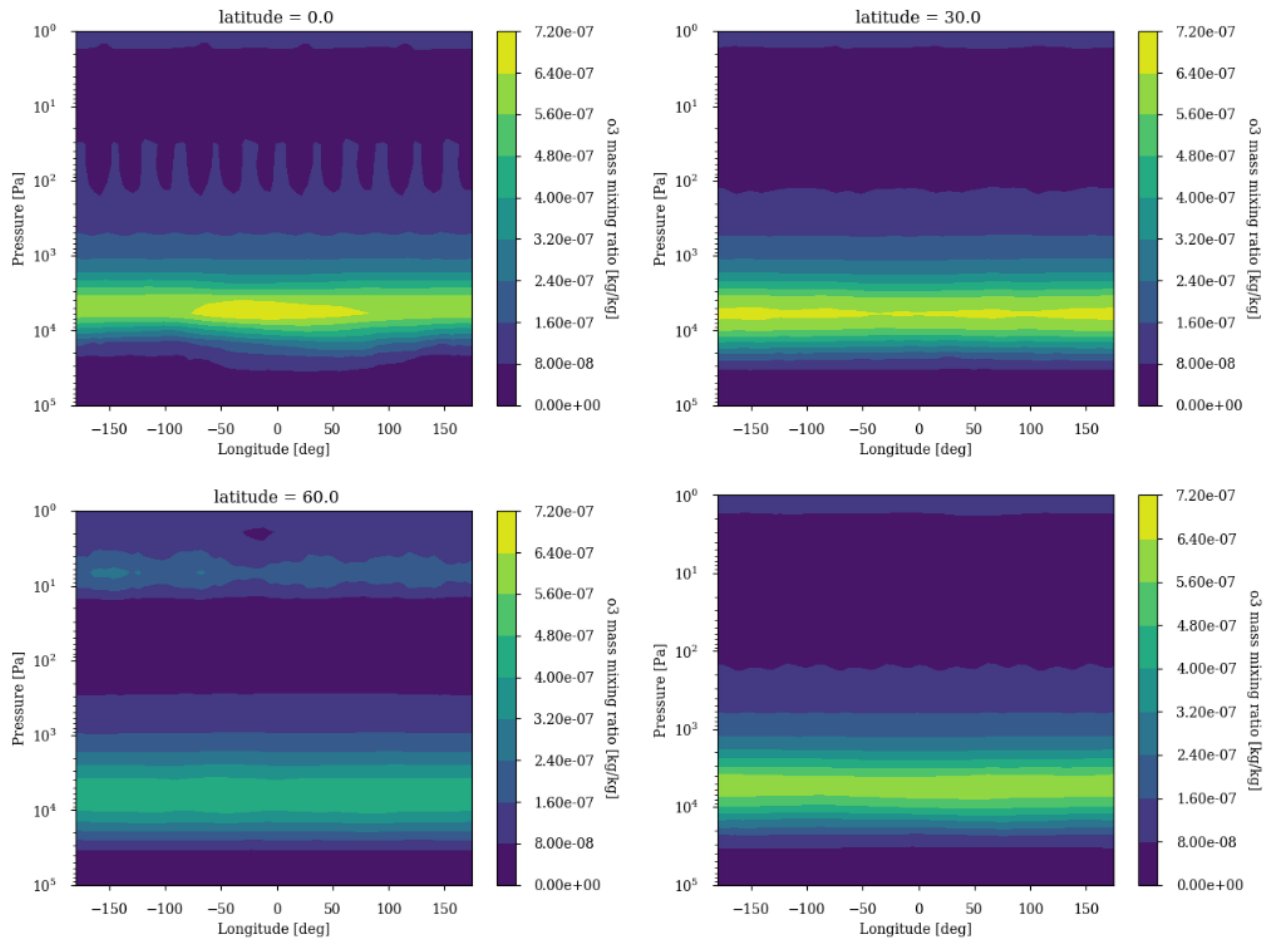 latitude = 0.0
10⁰
10¹
10²
10³
10⁴
10⁵
Pressure [Pa]
−150 −100 −50 0 50 100 150
Longitude [deg]
7.20e-07
6.40e-07
5.60e-07
4.80e-07
4.00e-07
3.20e-07
2.40e-07
1.60e-07
8.00e-08
0.00e+00
o3 mass mixing ratio [kg/kg]
latitude = 30.0
10⁰
10¹
10²
10³
10⁴
10⁵
Pressure [Pa]
−150 −100 −50 0 50 100 150
Longitude [deg]
7.20e-07
6.40e-07
5.60e-07
4.80e-07
4.00e-07
3.20e-07
2.40e-07
1.60e-07
8.00e-08
0.00e+00
o3 mass mixing ratio [kg/kg]
latitude = 60.0
10⁰
10¹
10²
10³
10⁴
10⁵
Pressure [Pa]
−150 −100 −50 0 50 100 150
Longitude [deg]
7.20e-07
6.40e-07
5.60e-07
4.80e-07
4.00e-07
3.20e-07
2.40e-07
1.60e-07
8.00e-08
0.00e+00
o3 mass mixing ratio [kg/kg]
10⁰
10¹
10²
10³
10⁴
10⁵
Pressure [Pa]
−150 −100 −50 0 50 100 150
Longitude [deg]
7.20e-07
6.40e-07
5.60e-07
4.80e-07
4.00e-07
3.20e-07
2.40e-07
1.60e-07
8.00e-08
0.00e+00
o3 mass mixing ratio [kg/kg]